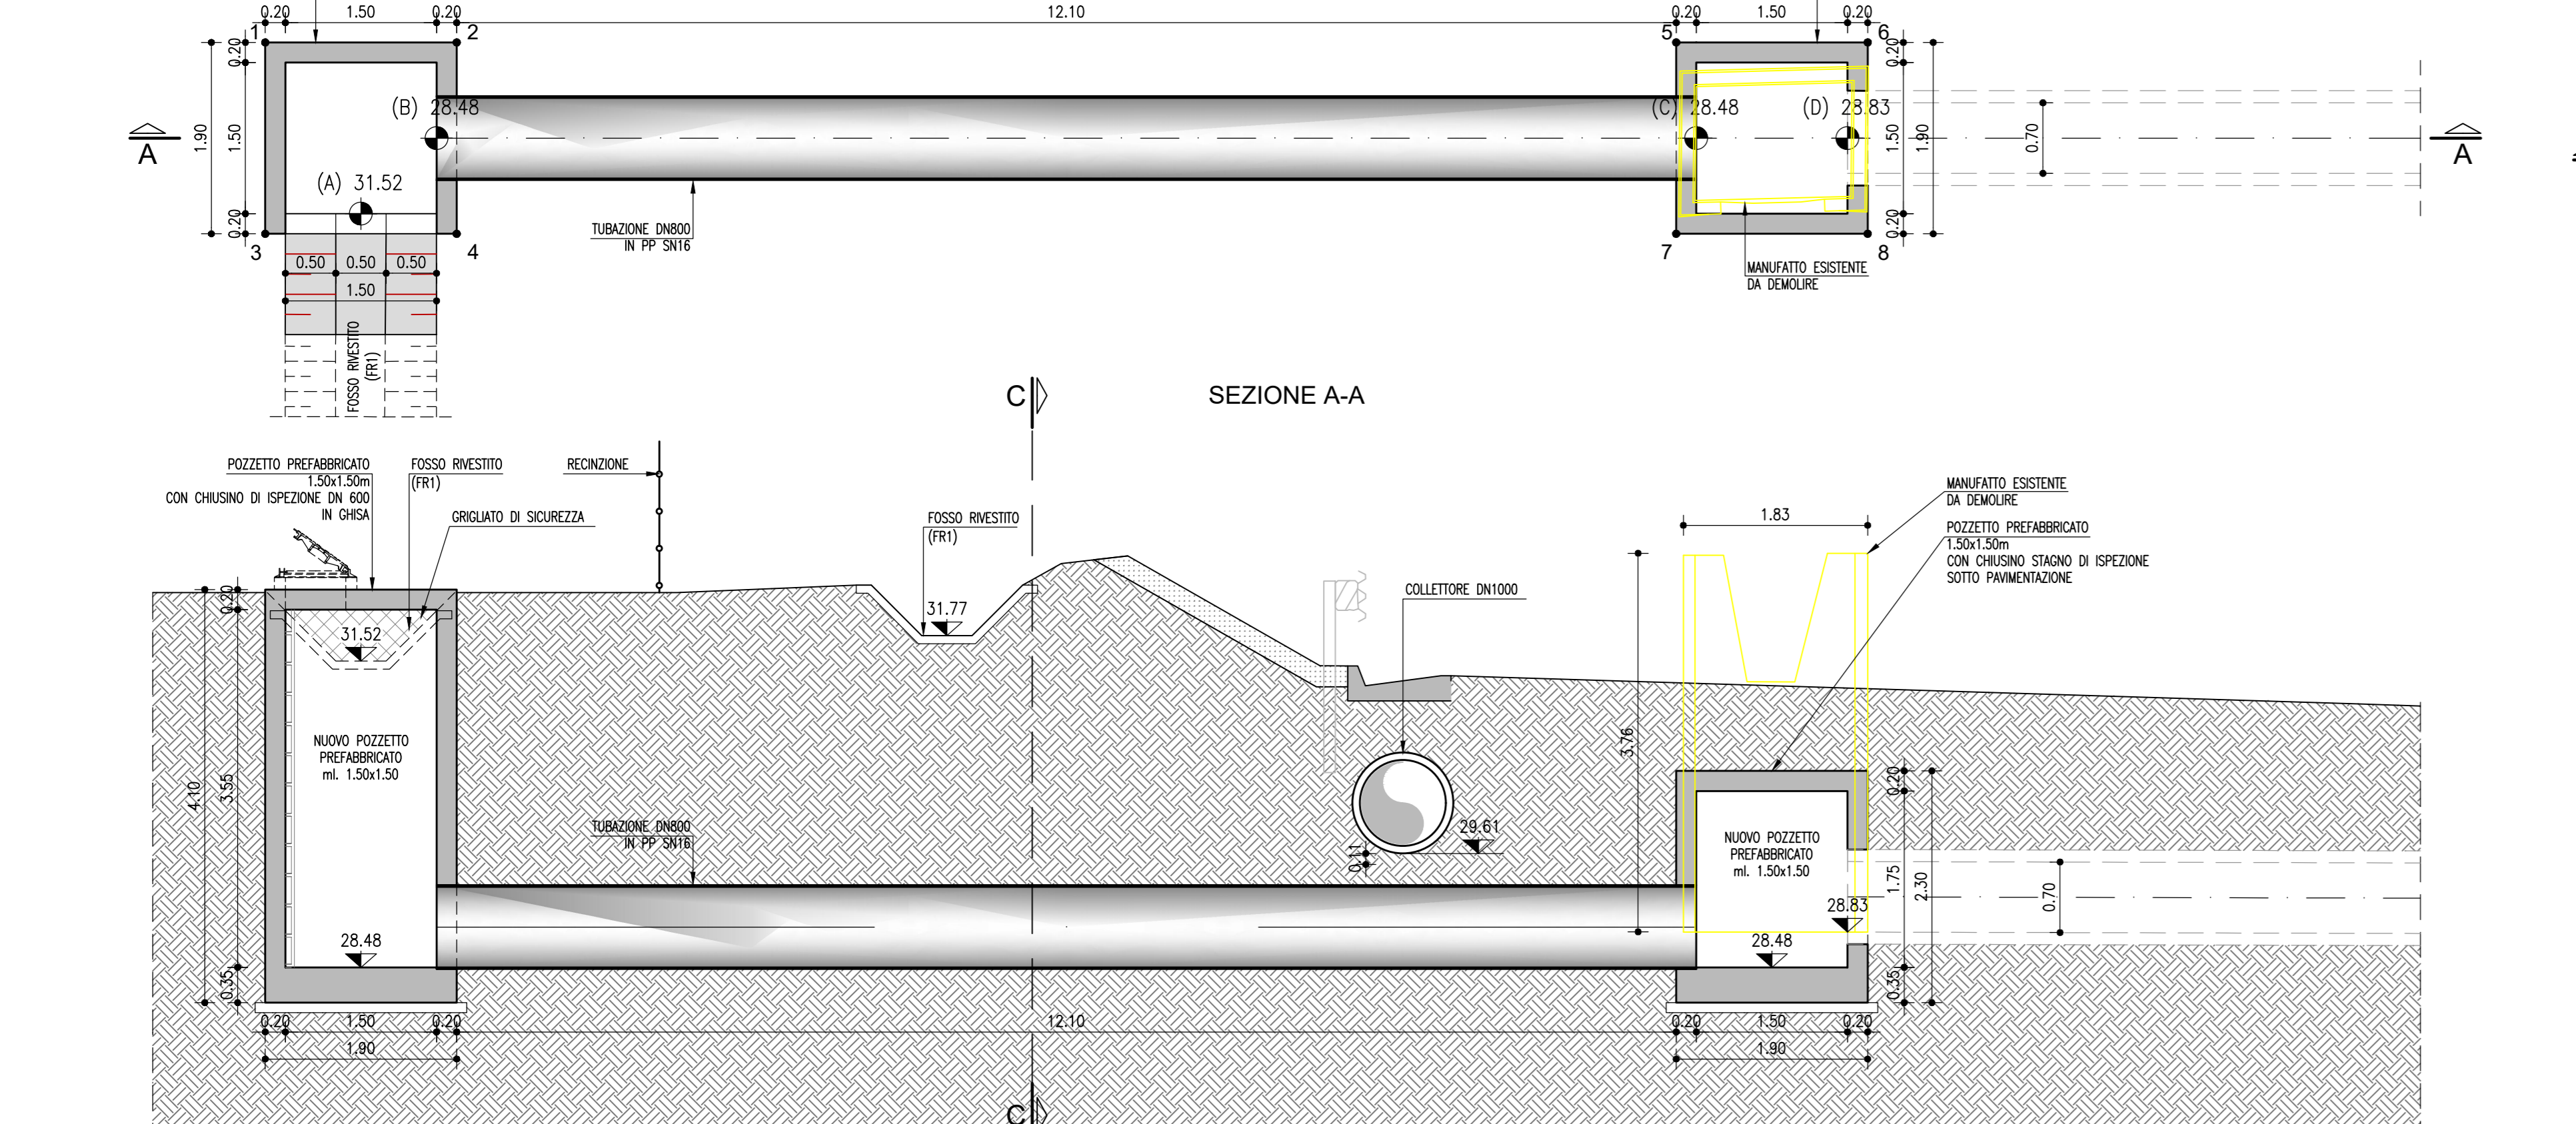 0.20 1.50 0.20 12.10 0.20 1.50 0.20
1 2 5 6
0.20 0.20
(B) 28.48 (C) 28.48 (D) 28.83
A 1.90 1.50 1.50 1.90 0.70 A
(A) 31.52
0.20 0.20
3 4 7 8
TUBAZIONE DN800
IN PP SN16
0.50 0.50 0.50
1.50
MANUFATTO ESISTENTE
DA DEMOLIRE
FOSSO RIVESTITO
(FR1)
C
SEZIONE A-A
POZZETTO PREFABBRICATO
1.50x1.50m
CON CHIUSINO DI ISPEZIONE DN 600
IN GHISA
FOSSO RIVESTITO
(FR1)
RECINZIONE
GRIGLIATO DI SICUREZZA
FOSSO RIVESTITO
(FR1)
MANUFATTO ESISTENTE
DA DEMOLIRE
1.83
POZZETTO PREFABBRICATO
1.50x1.50m
CON CHIUSINO STAGNO DI ISPEZIONE
SOTTO PAVIMENTAZIONE
COLLETTORE DN1000
0.20
31.52
31.77
NUOVO POZZETTO
PREFABBRICATO
ml. 1.50x1.50
4.10 3.55
3.76
0.20
TUBAZIONE DN800
IN PP SN16
29.61
0.11
NUOVO POZZETTO
PREFABBRICATO
ml. 1.50x1.50
1.75 2.30
0.70
28.83
28.48
28.48
0.35
0.35
0.20 1.50 0.20 12.10 0.20 1.50 0.20
1.90 1.90
C